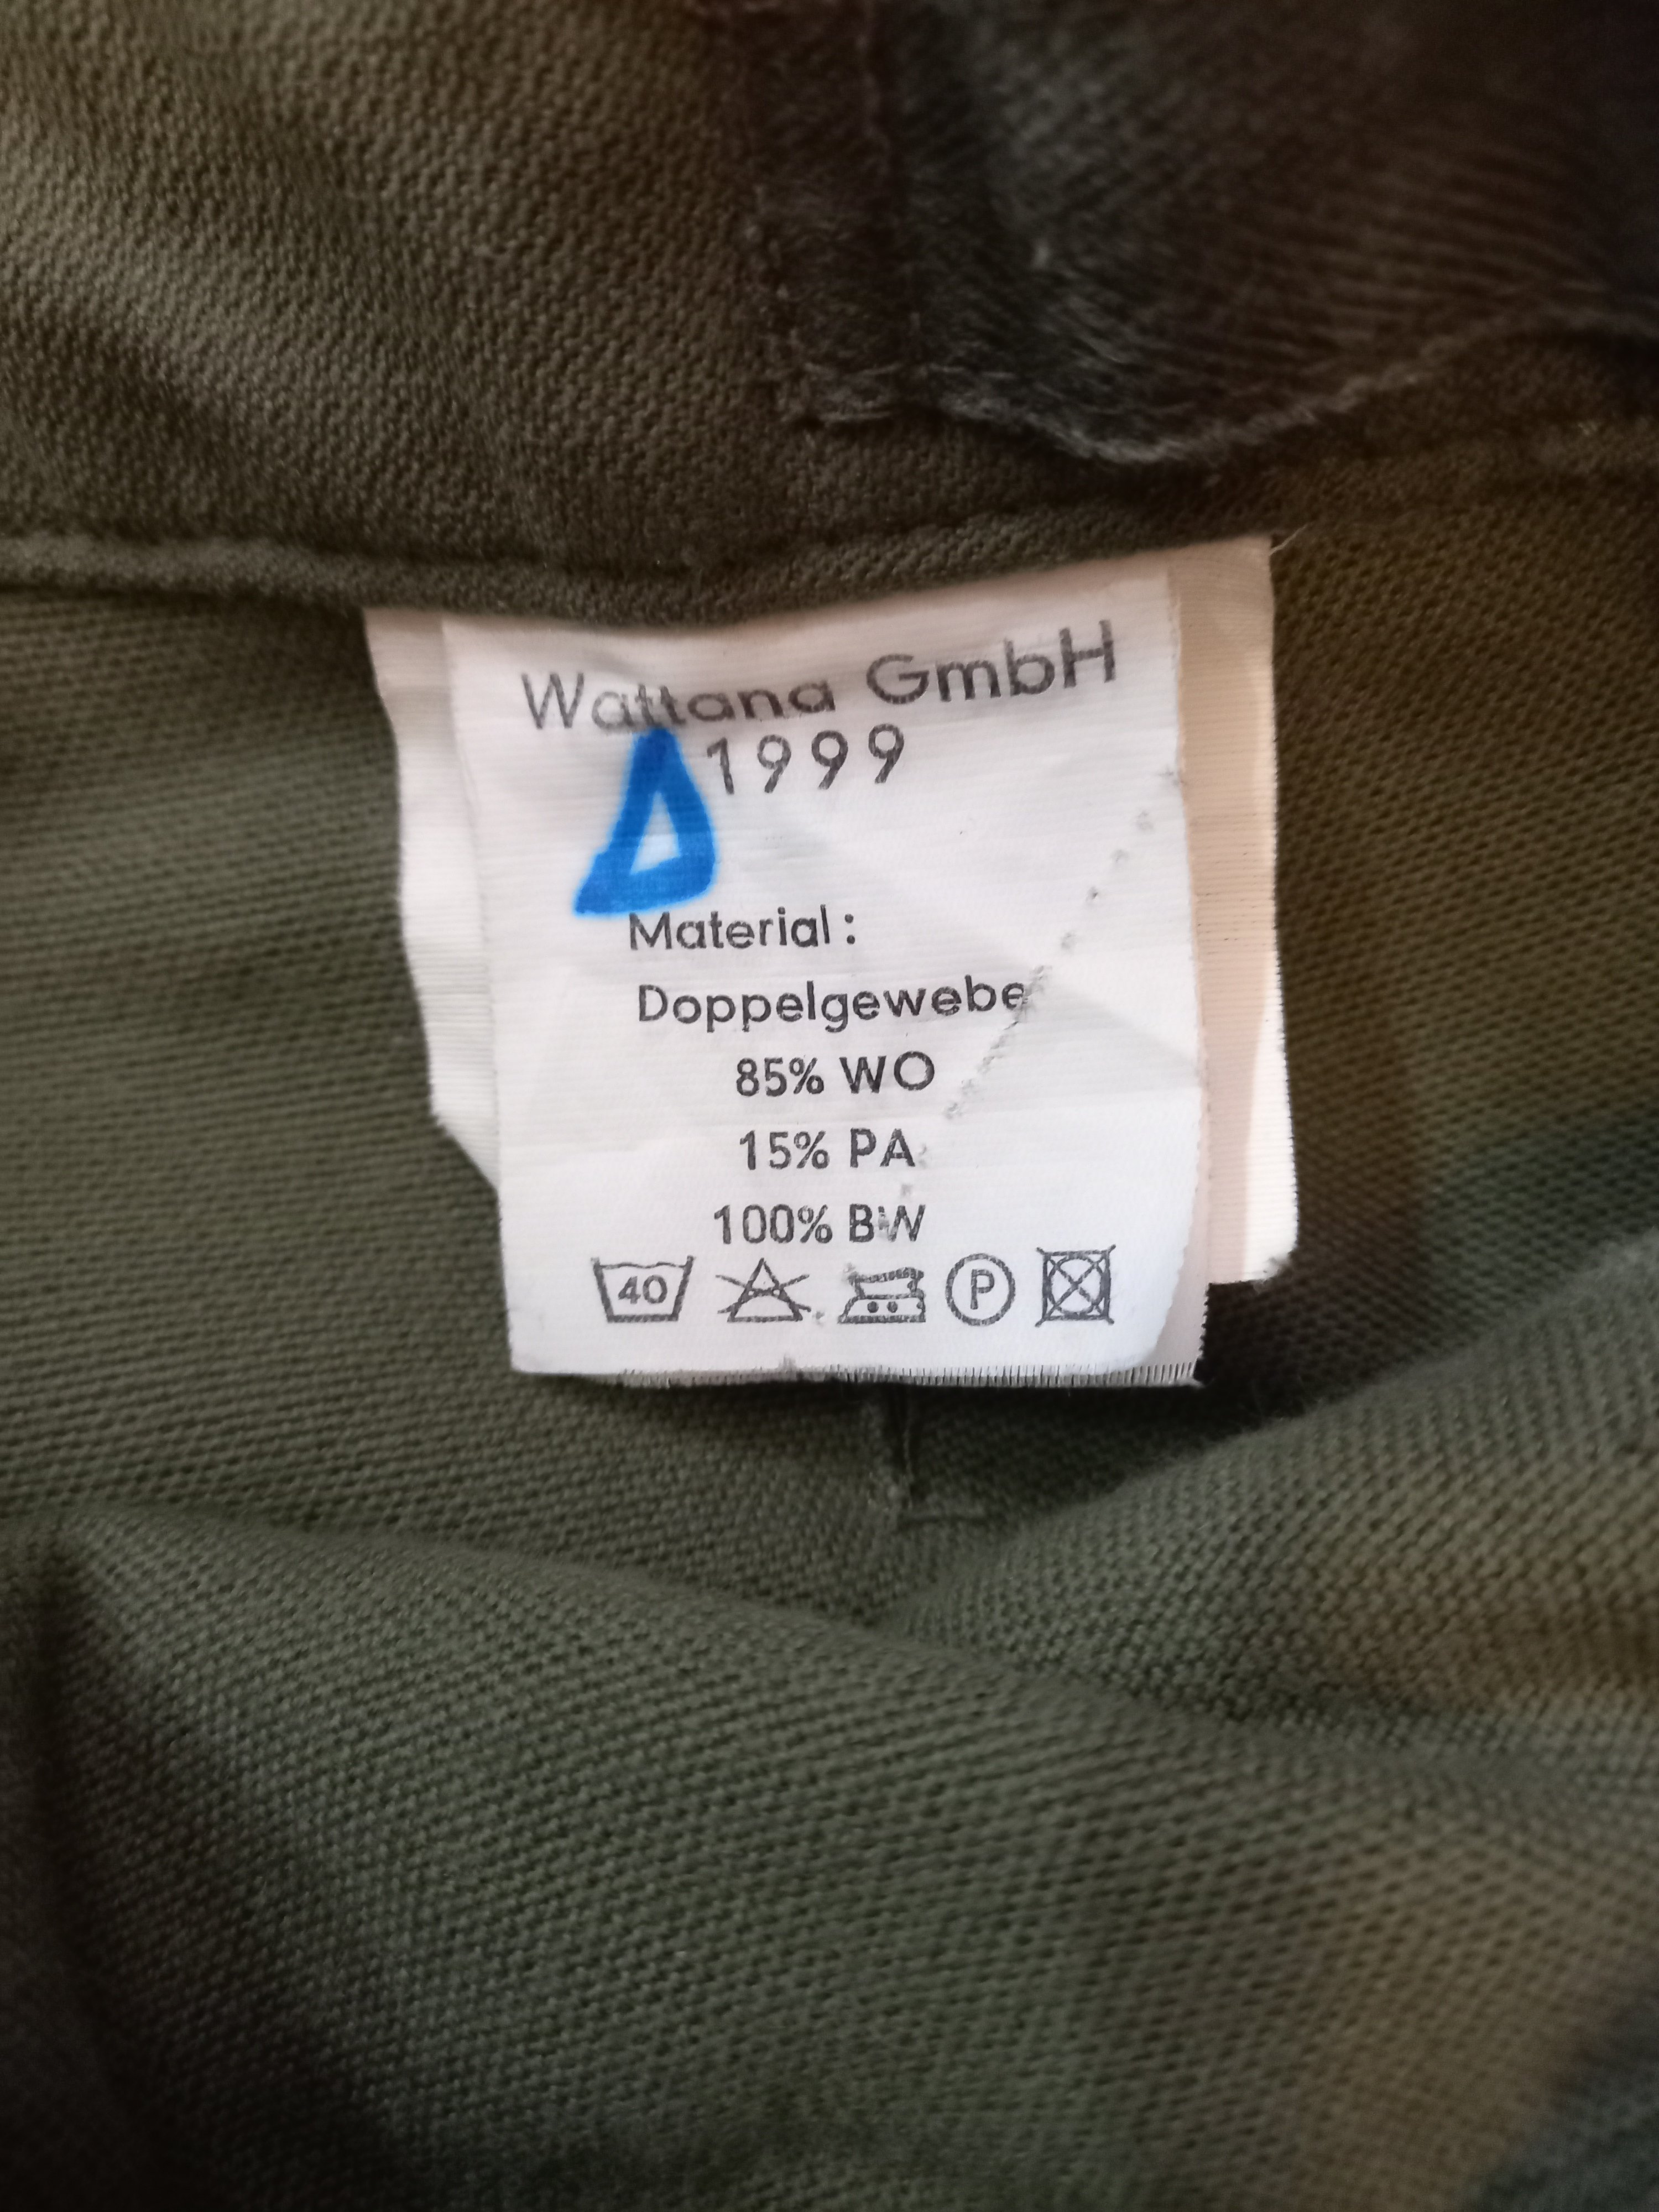 Wattana GmbH
1999
Material:
Doppelgewebe
85% WO
15% PA
100% BW
40 P